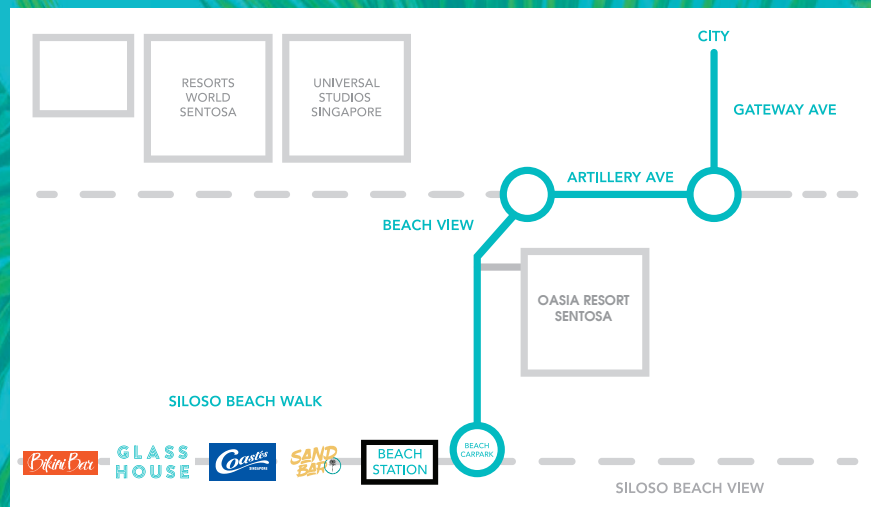 CITY
RESORTS
WORLD
SENTOSA
UNIVERSAL
STUDIOS
SINGAPORE
GATEWAY AVE
ARTILLERY AVE
BEACH VIEW
OASIA RESORT
SENTOSA
SILOSO BEACH WALK
Bikini Bar
GLASS
HOUSE
Coastes
SINGAPORE
SAND
BAR
BEACH
STATION
BEACH
CARPARK
SILOSO BEACH VIEW